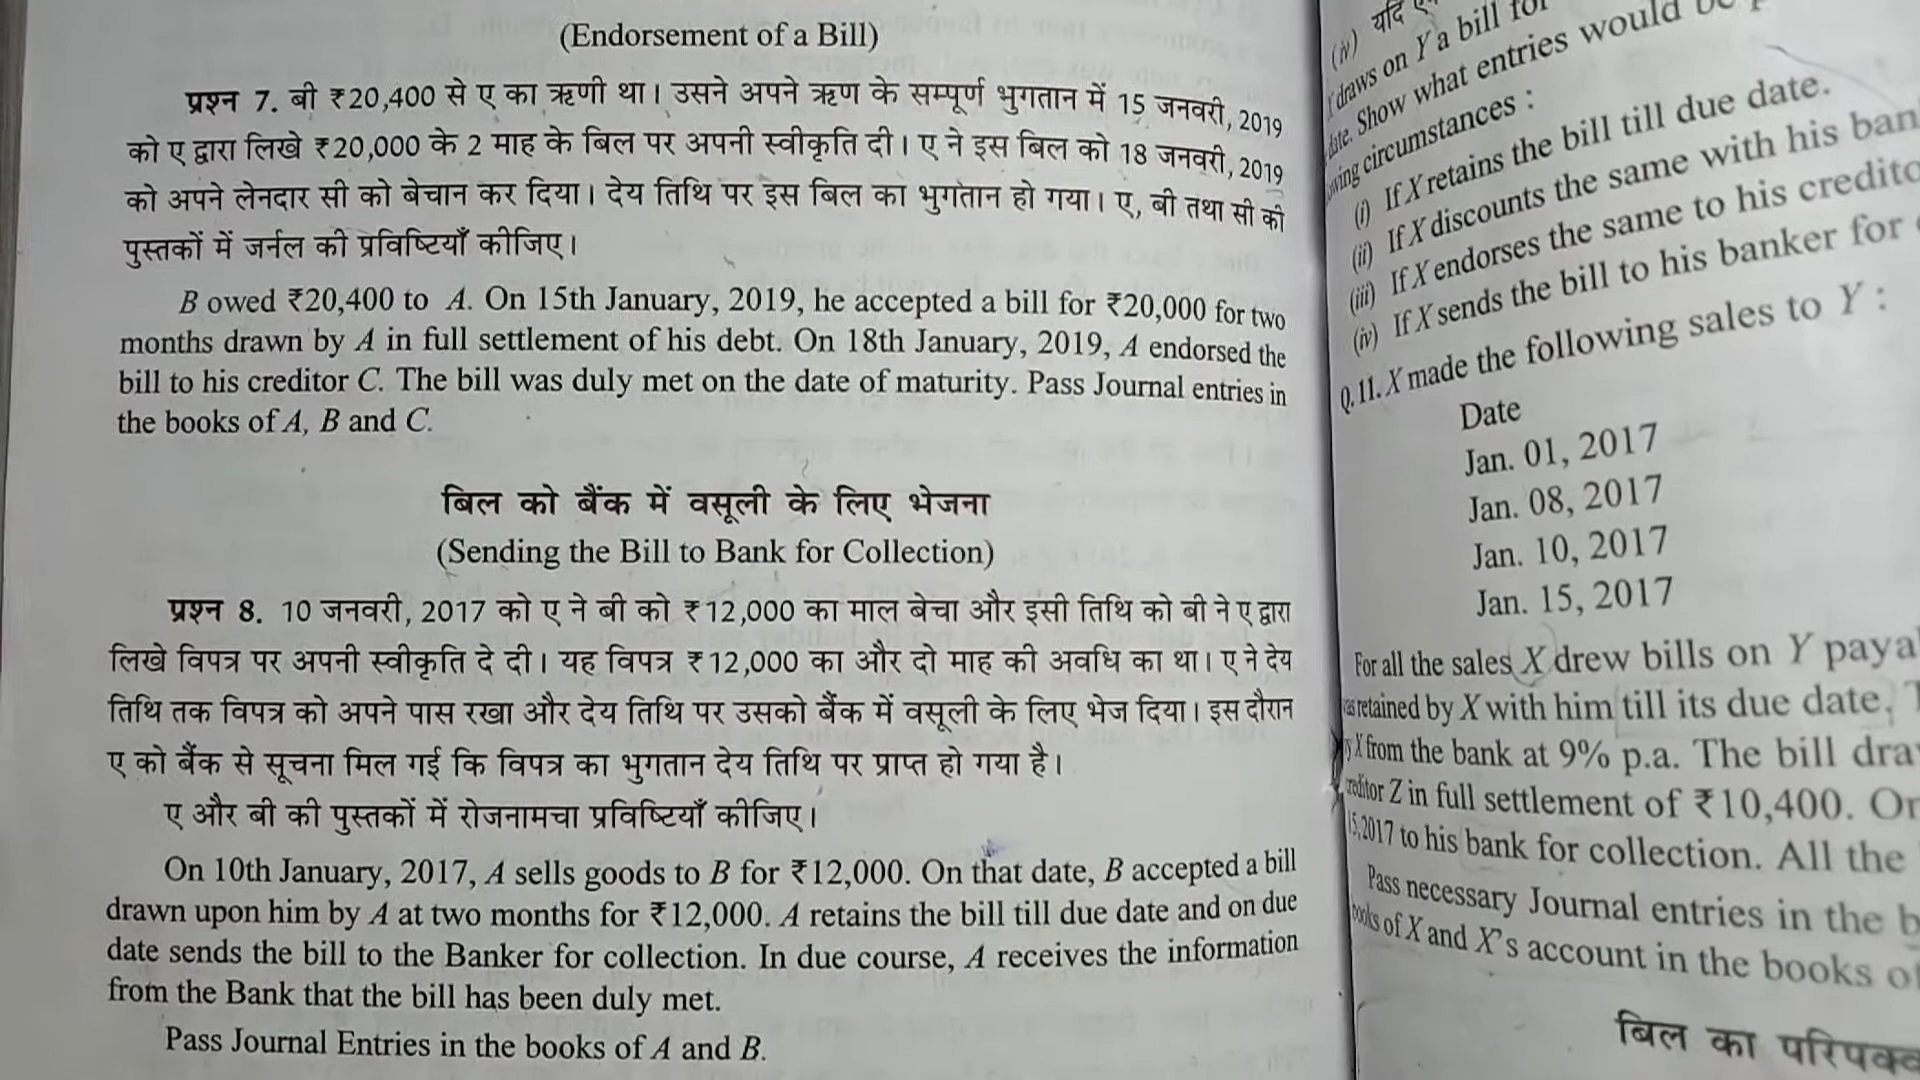 (Endorsement of a Bill)
प्रश्न 7. बी ₹20,400 से ए का ऋणी था। उसने अपने ऋण के सम्पूर्ण भुगतान में 15 जनवरी, 2019
को ए द्वारा लिखे ₹20,000 के 2 माह के बिल पर अपनी स्वीकृति दी। ए ने इस बिल को 18 जनवरी, 2019
को अपने लेनदार सी को बेचान कर दिया। देय तिथि पर इस बिल का भुगतान हो गया। ए, बी तथा सी की
पुस्तकों में जर्नल की प्रविष्टियाँ कीजिए।
B owed ₹20,400 to A. On 15th January, 2019, he accepted a bill for ₹20,000 for two
months drawn by A in full settlement of his debt. On 18th January, 2019, A endorsed the
bill to his creditor C. The bill was duly met on the date of maturity. Pass Journal entries in
the books of A, B and C.
बिल को बैंक में वसूली के लिए भेजना
(Sending the Bill to Bank for Collection)
प्रश्न 8. 10 जनवरी, 2017 को ए ने बी को ₹12,000 का माल बेचा और इसी तिथि को बी ने ए द्वारा
लिखे विपत्र पर अपनी स्वीकृति दे दी। यह विपत्र ₹12,000 का और दो माह की अवधि का था। ए ने देय
तिथि तक विपत्र को अपने पास रखा और देय तिथि पर उसको बैंक में वसूली के लिए भेज दिया। इस दौरान
ए को बैंक से सूचना मिल गई कि विपत्र का भुगतान देय तिथि पर प्राप्त हो गया है।
ए और बी की पुस्तकों में रोजनामचा प्रविष्टियाँ कीजिए।
On 10th January, 2017, A sells goods to B for ₹12,000. On that date, B accepted a bill
drawn upon him by A at two months for ₹12,000. A retains the bill till due date and on due
date sends the bill to the Banker for collection. In due course, A receives the information
from the Bank that the bill has been duly met.
Pass Journal Entries in the books of A and B.
(iv) यदि
draws on Y a bill for
date. Show what entries would be
circumstances :
(i) If X retains the bill till due date.
(ii) If X discounts the same with his
(iii) If X endorses the same to his
(iv) If X sends the bill to his banker for
Q.11. X made the following sales to Y :
Date
Jan. 01, 2017
Jan. 08, 2017
Jan. 10, 2017
Jan. 15, 2017
For all the sales X drew bills on Y
retained by X with him till its due date.
X from the bank at 9% p.a. The bill
Z in full settlement of ₹10,400.
15, 2017 to his bank for collection. All the
Pass necessary Journal entries in the
of X and X's account in the books
बिल का